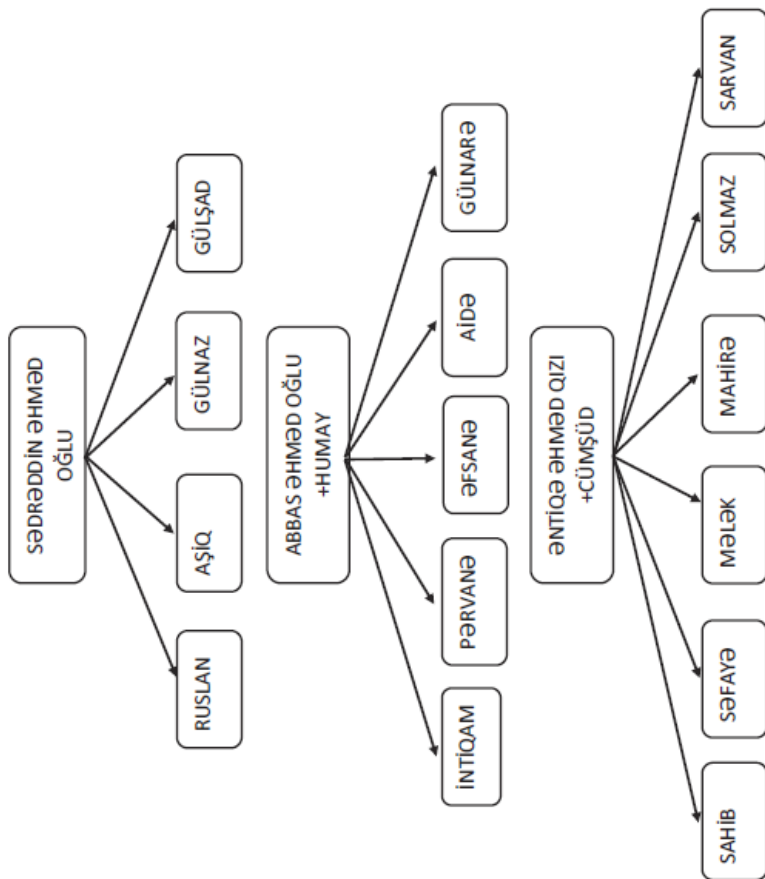 SƏDRƏDDİN ƏHMƏD
OĞLU
RUSLAN
AŞİQ
GÜLNAZ
GÜLŞAD
ABBAS ƏHMƏD OĞLU
+HUMAY
İNTİQAM
PƏRVANƏ
ƏFSANƏ
AİDƏ
GÜLNARƏ
ƏNTİQƏ ƏHMƏD QIZI
+CÜMŞÜD
SAHİB
SƏFAYƏ
MƏLƏK
MAHİRƏ
SOLMAZ
SARVAN